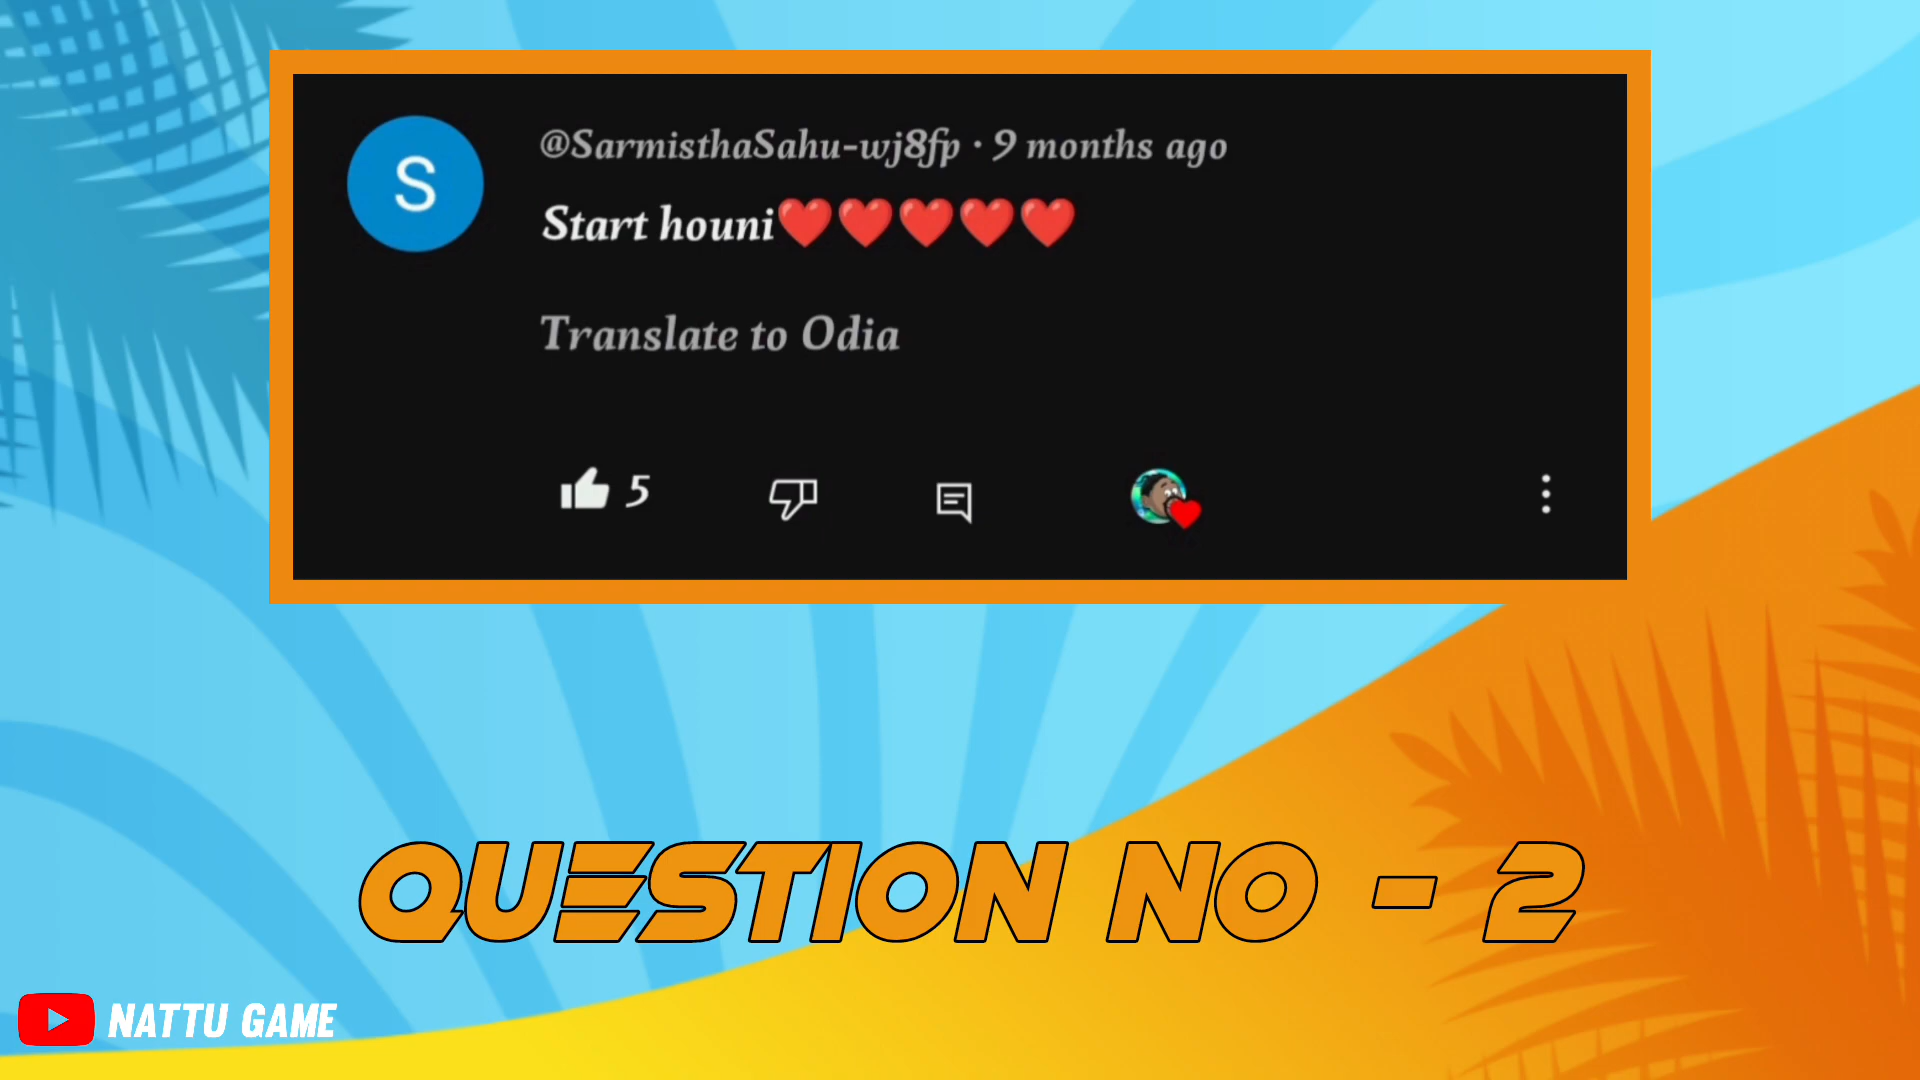 S
@SarmisthaSahu-wj8fp · 9 months ago
Start houni❤️❤️❤️❤️❤️
Translate to Odia
5
QUESTION NO - 2
NATTU GAME